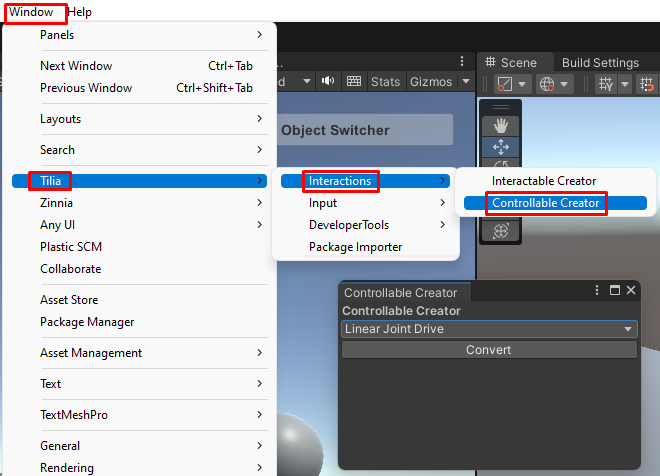 Window Help
Panels
Next Window Ctrl+Tab
Previous Window Ctrl+Shift+Tab
Layouts
Search
Tilia
Zinnia
Any UI
Plastic SCM
Collaborate
Asset Store
Package Manager
Asset Management
Text
TextMeshPro
General
Rendering
Stats Gizmos
Object Switcher
Scene Build Settings
Interactions
Input
DeveloperTools
Package Importer
Interactable Creator
Controllable Creator
Controllable Creator
Controllable Creator
Linear Joint Drive
Convert